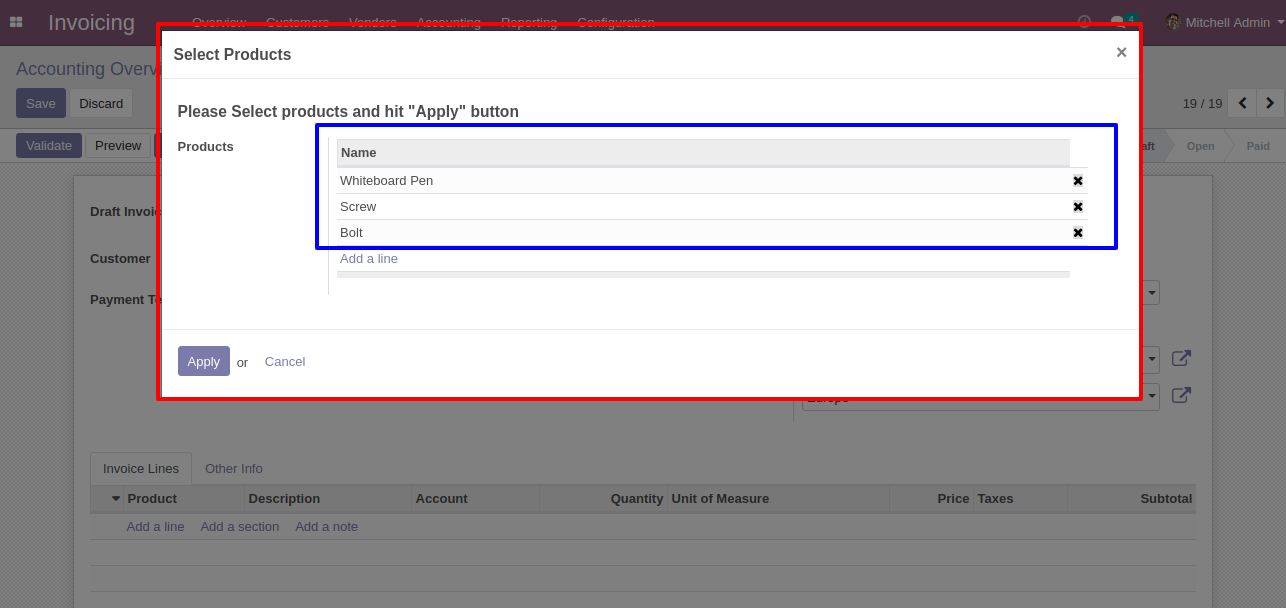 Invoicing Overview Customers Vendors Accounting Reporting Configuration 4 Mitchell Admin
Select Products ×
Accounting Overvi
Save Discard 19 / 19
Please Select products and hit "Apply" button
Validate Preview Products Open Paid
Name
Whiteboard Pen
Screw
Bolt
Add a line
Draft Invoic
Customer
Payment Te
Apply or Cancel
Europe
Invoice Lines Other Info
Product Description Account Quantity Unit of Measure Price Taxes Subtotal
Add a line Add a section Add a note